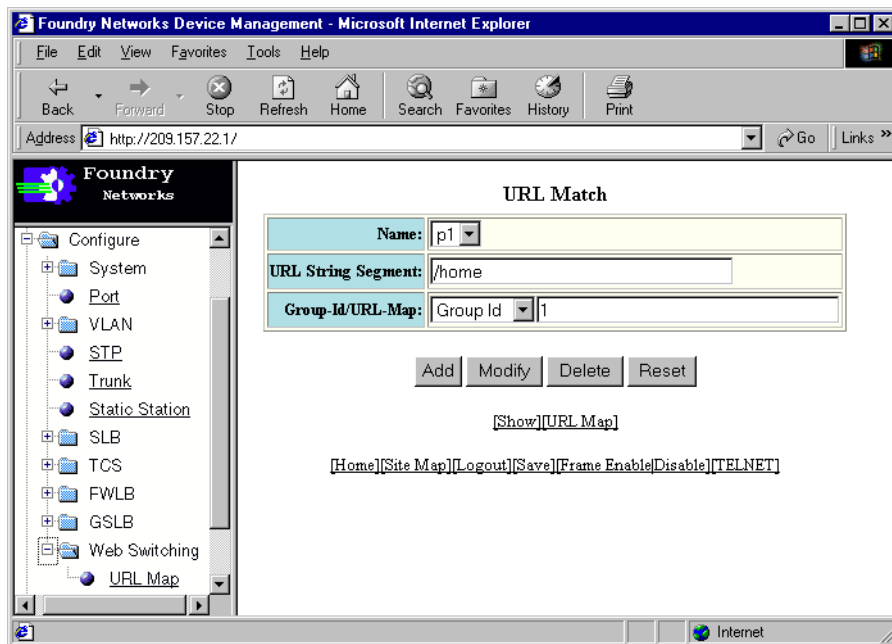 Foundry Networks Device Management - Microsoft Internet Explorer
File Edit View Favorites Tools Help
Back Forward Stop Refresh Home Search Favorites History Print
Address http://209.157.22.1/ Go Links »
Foundry
Networks
Configure
System
Port
VLAN
STP
Trunk
Static Station
SLB
TCS
FWLB
GSLB
Web Switching
URL Map
URL Match
Name: p1
URL String Segment: /home
Group-Id/URL-Map: Group Id 1
Add Modify Delete Reset
[Show][URL Map]
[Home][Site Map][Logout][Save][Frame Enable|Disable][TELNET]
Internet